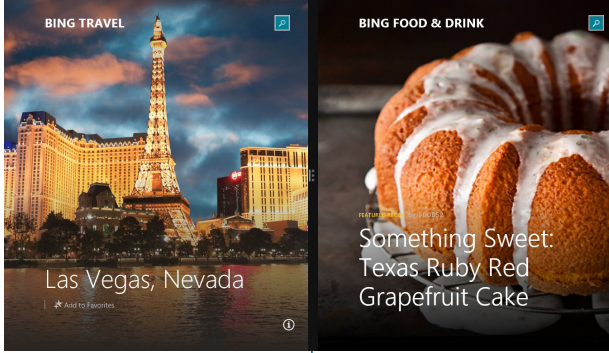 BING TRAVEL
Las Vegas, Nevada
Add to Favorites
BING FOOD & DRINK
Something Sweet:
Texas Ruby Red
Grapefruit Cake